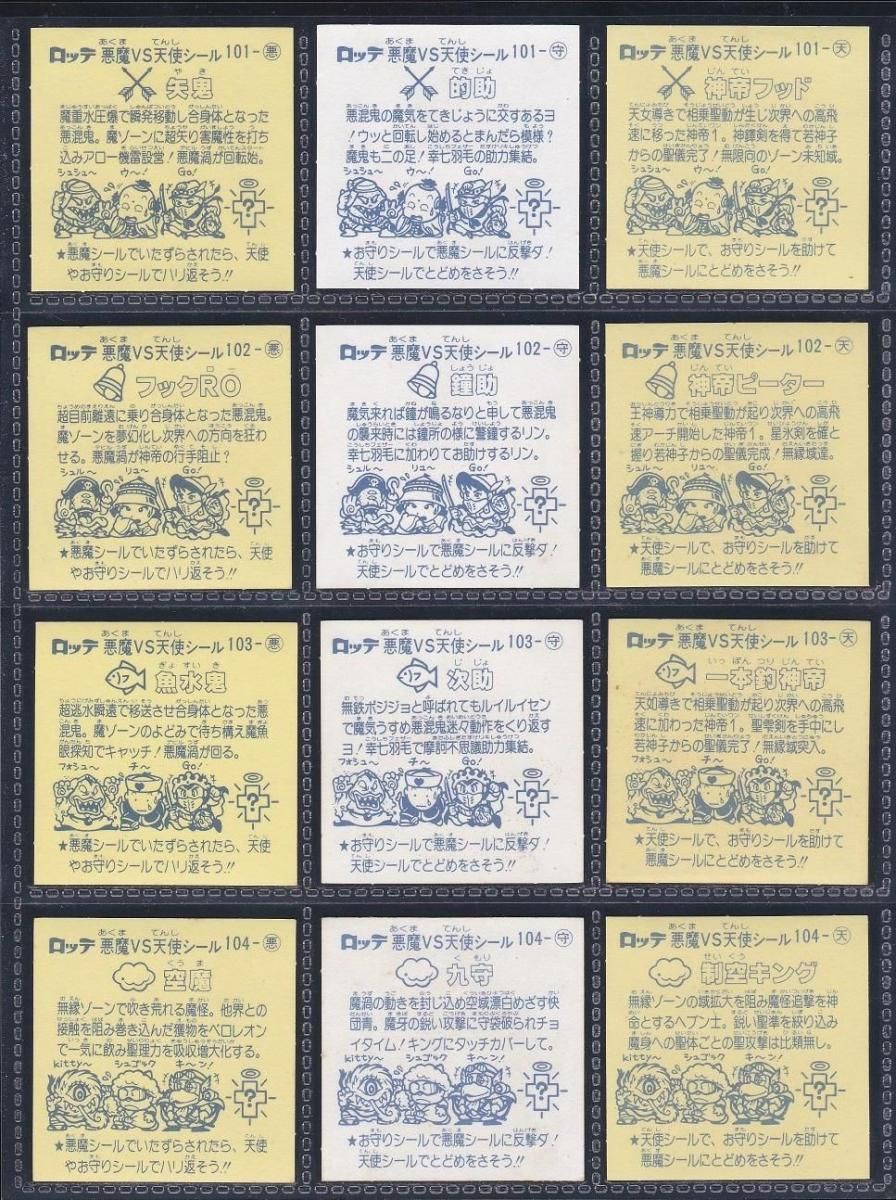 ロッテ 悪魔VS天使シール 101-悪
矢鬼
魔重水圧爆で瞬発移動し合身体となった
悪混鬼。魔ゾーンに超矢り害魔性を打ち
込みアロー機雷設営！悪魔渦が回転始。
シュシュ〜 ウ〜！ Go!
★悪魔シールでいたずらされたら、天使
やお守りシールでハリ返そう!!
ロッテ 悪魔VS天使シール 101-守
的助
悪混鬼の魔気をてきじょうに交すあるヨ
！ウッと回転し始めるとまんだら模様？
魔鬼も二の足！幸七羽毛の助力集結。
シュシュ〜 ウ〜！ Go!
★お守りシールで悪魔シールに反撃ダ！
天使シールでとどめをさそう!!
ロッテ 悪魔VS天使シール 101-天
神帝フッド
天女導きで相乗聖動が生じ次界への高飛
速に移った神帝1。神鐸剣を得て若神子
からの聖儀完了！無限向のゾーン未知域。
シュシュ〜 ウ〜！ Go!
★天使シールで、お守りシールを助けて
悪魔シールにとどめをさそう!!
ロッテ 悪魔VS天使シール 102-悪
フックRO
超目前離遠に乗り合身体となった悪混鬼。
魔ゾーンを夢幻化し次界への方向を狂わ
せる。悪魔渦が神帝の行手阻止？
シュル〜 リュ〜 Go!
★悪魔シールでいたずらされたら、天使
やお守りシールでハリ返そう!!
ロッテ 悪魔VS天使シール 102-守
鐘助
魔気来れば鐘が鳴るなりと申して悪混鬼
の襲来時には鐘所の様に警鐘するリン。
幸七羽毛に加わりてお助けするリン。
シュル〜 リュ〜 Go!
★お守りシールで悪魔シールに反撃ダ！
天使シールでとどめをさそう!!
ロッテ 悪魔VS天使シール 102-天
神帝ピーター
王神導力で相乗聖動が起り次界への高飛
速アーチ開始した神帝1。星氷剣を確と
握り若神子からの聖儀完成！無縁域達。
シュル〜 リュ〜 Go!
★天使シールで、お守りシールを助けて
悪魔シールにとどめをさそう!!
ロッテ 悪魔VS天使シール 103-悪
魚水鬼
超逃水瞬遠で移送させ合身体となった悪
混鬼。魔ゾーンのよどみで待ち構え魔魚
眼探知でキャッチ！悪魔渦が回る。
フォシュ〜 チ〜 Go!
★悪魔シールでいたずらされたら、天使
やお守りシールでハリ返そう!!
ロッテ 悪魔VS天使シール 103-守
次助
無鉄ポジショと呼ばれてもルイルイセン
で魔気うすめ悪混鬼迷り動作をくり返す
ヨ！幸七羽毛で摩訶不思議助力集結。
フォシュ〜 チ〜 Go!
★お守りシールで悪魔シールに反撃ダ！
天使シールでとどめをさそう!!
ロッテ 悪魔VS天使シール 103-天
一本釣神帝
天如導きで相乗聖動が起り次界への高飛
速に加わった神帝1。聖雫剣を手中にし
若神子からの聖儀完了！無縁域突入。
フォシュ〜 チ〜 Go!
★天使シールで、お守りシールを助けて
悪魔シールにとどめをさそう!!
ロッテ 悪魔VS天使シール 104-悪
空魔
無縁ゾーンで吹き荒れる魔怪。他界との
接触を阻み巻き込んだ獲物をベロレオン
で一気に飲み聖理力を吸収増大化する。
kitty〜 シュゴック キ〜ン！
★悪魔シールでいたずらされたら、天使
やお守りシールでハリ返そう!!
ロッテ 悪魔VS天使シール 104-守
九守
魔渦の動きを封じ込め空域漂白めざす快
団青。魔牙の鋭い攻撃に守袋破られチョ
イタイム！キングにタッチカバーして。
kitty〜 シュゴック キ〜ン！
★お守りシールで悪魔シールに反撃ダ！
天使シールでとどめをさそう!!
ロッテ 悪魔VS天使シール 104-天
制空キング
無縁ゾーンの域拡大を阻み魔怪追撃を神
命とするヘブン士。鋭い聖準を絞り込み
魔身への聖体ごとの聖攻撃は比類無し。
kitty〜 シュゴック キ〜ン！
★天使シールで、お守りシールを助けて
悪魔シールにとどめをさそう!!